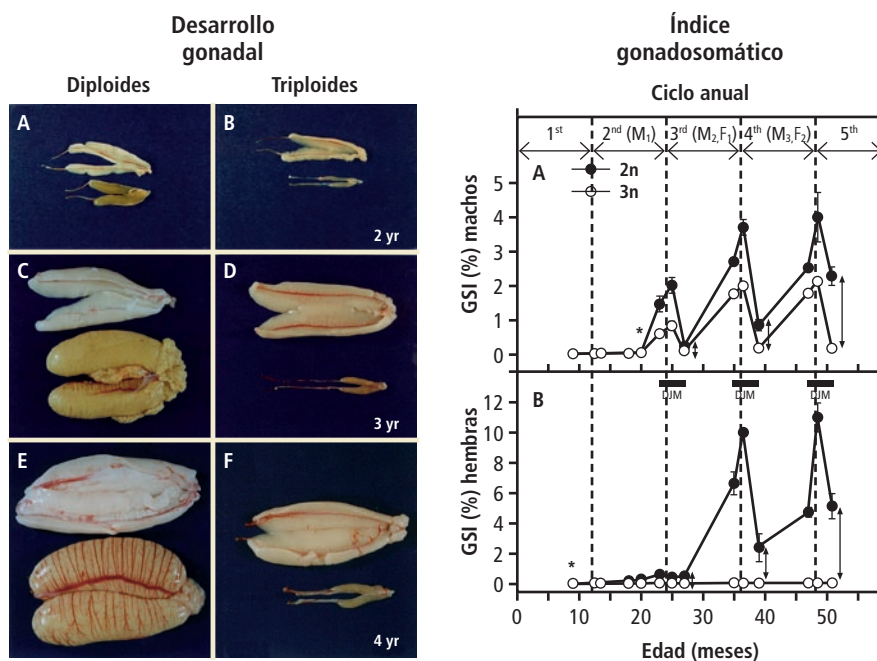 Desarrollo
gonadal
Diploides
Triploides
A
B
2 yr
C
D
3 yr
E
F
4 yr
Índice
gonadosomático
Ciclo anual
1st
2nd (M1)
3rd (M2,F1)
4th (M3,F2)
5th
A
2n
3n
GSI (%) machos
5
4
3
2
1
0
*
B
DJM
DJM
DJM
GSI (%) hembras
12
10
8
6
4
2
0
*
0 10 20 30 40 50
Edad (meses)